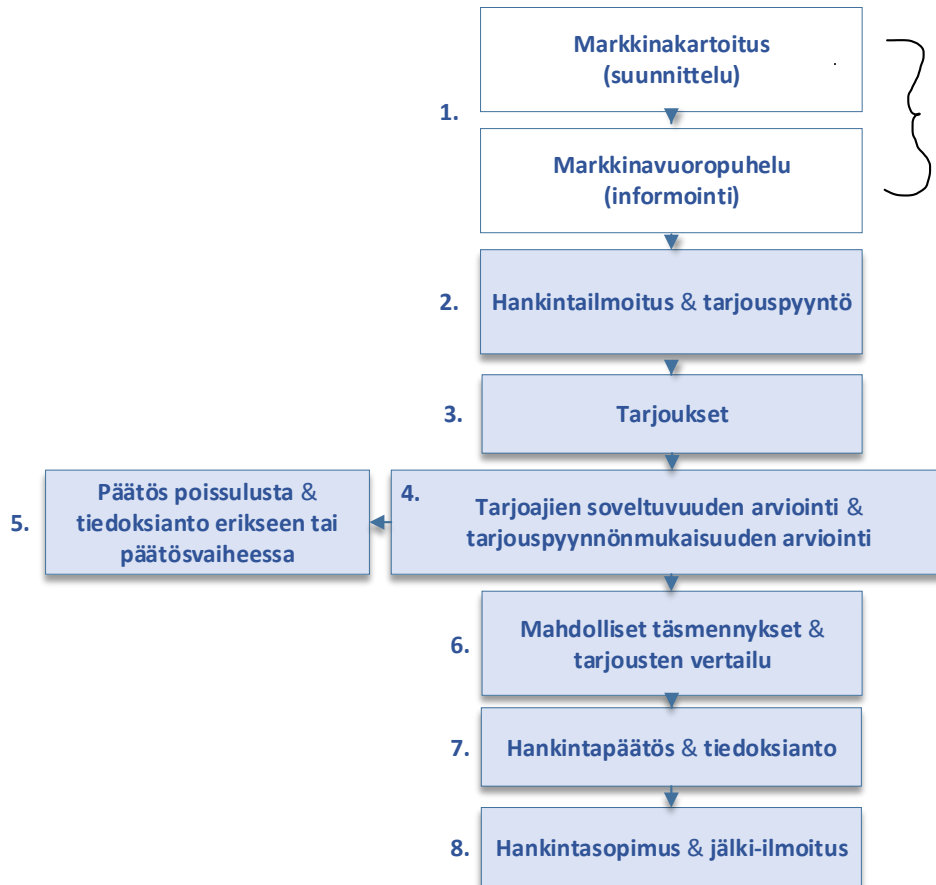 Markkinakartoitus
(suunnittelu)
1.
Markkinavuoropuhelu
(informointi)
2.
Hankintailmoitus & tarjouspyyntö
3.
Tarjoukset
4.
Tarjoajien soveltuvuuden arviointi &
tarjouspyynnönmukaisuuden arviointi
5.
Päätös poissulusta &
tiedoksianto erikseen tai
päätösvaiheessa
6.
Mahdolliset täsmennykset &
tarjousten vertailu
7.
Hankintapäätös & tiedoksianto
8.
Hankintasopimus & jälki-ilmoitus